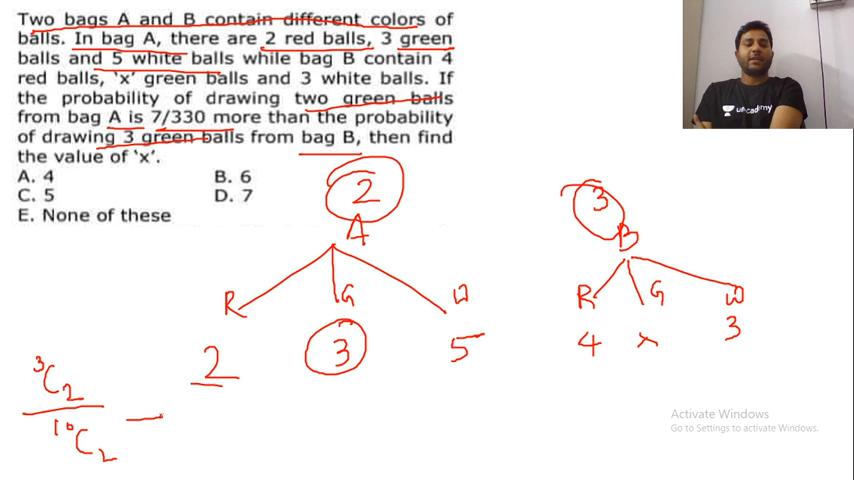 Two bags A and B contain different colors of
balls. In bag A, there are 2 red balls, 3 green
balls and 5 white balls while bag B contain 4
red balls, 'x' green balls and 3 white balls. If
the probability of drawing two green balls
from bag A is 7/330 more than the probability
of drawing 3 green balls from bag B, then find
the value of 'x'.
A. 4 B. 6
C. 5 D. 7
E. None of these
unacademy
2 3
A B
R G W R G W
2 3 5 4 x 3
³C₂
¹⁰C₂ —
Activate Windows
Go to Settings to activate Windows.